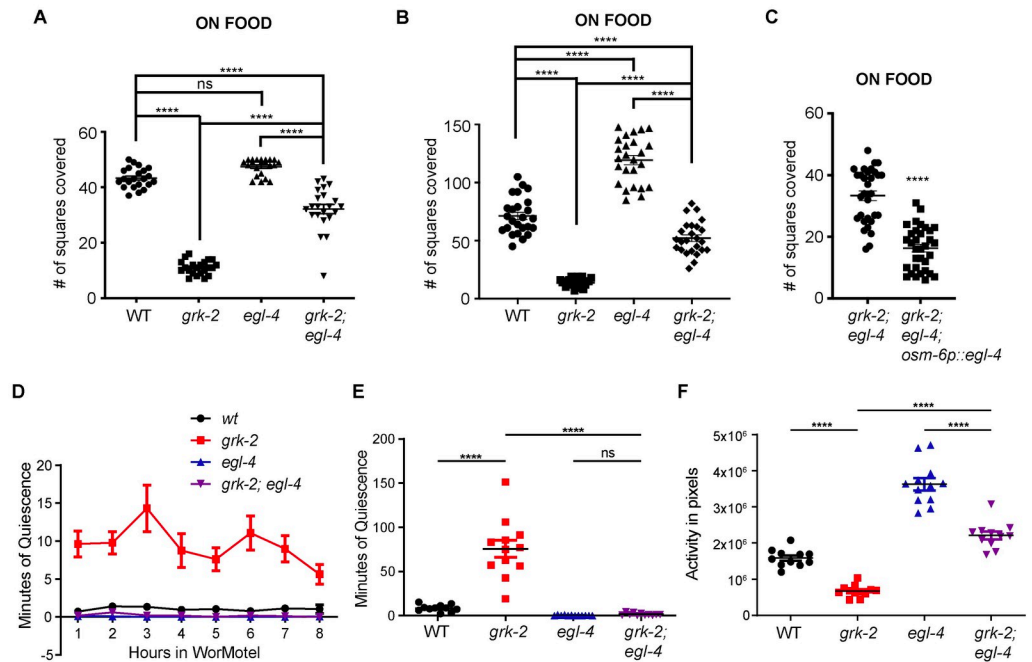 A
ON FOOD
****
ns
****
****
****
# of squares covered
60
40
20
0
WT
grk-2
egl-4
grk-2;
egl-4
B
ON FOOD
****
****
****
****
****
# of squares covered
150
100
50
0
WT
grk-2
egl-4
grk-2;
egl-4
C
ON FOOD
****
# of squares covered
60
50
40
30
20
10
0
grk-2;
egl-4
grk-2;
egl-4;
osm-6p::egl-4
D
wt
grk-2
egl-4
grk-2; egl-4
Minutes of Quiescence
20
15
10
5
0
-5
1 2 3 4 5 6 7 8
Hours in WorMotel
E
****
****
ns
Minutes of Quiescence
200
150
100
50
0
WT
grk-2
egl-4
grk-2;
egl-4
F
****
****
****
Activity in pixels
5x10⁶
4x10⁶
3x10⁶
2x10⁶
10⁶
0
WT
grk-2
egl-4
grk-2;
egl-4